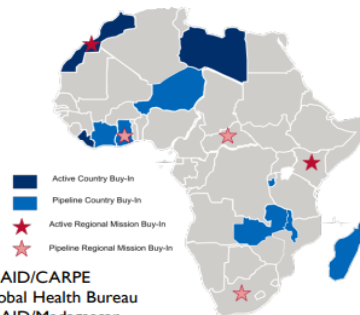 Active Country Buy-In
Pipeline Country Buy-In
Active Regional Mission Buy-In
Pipeline Regional Mission Buy-In
AID/CARPE
obal Health Bureau